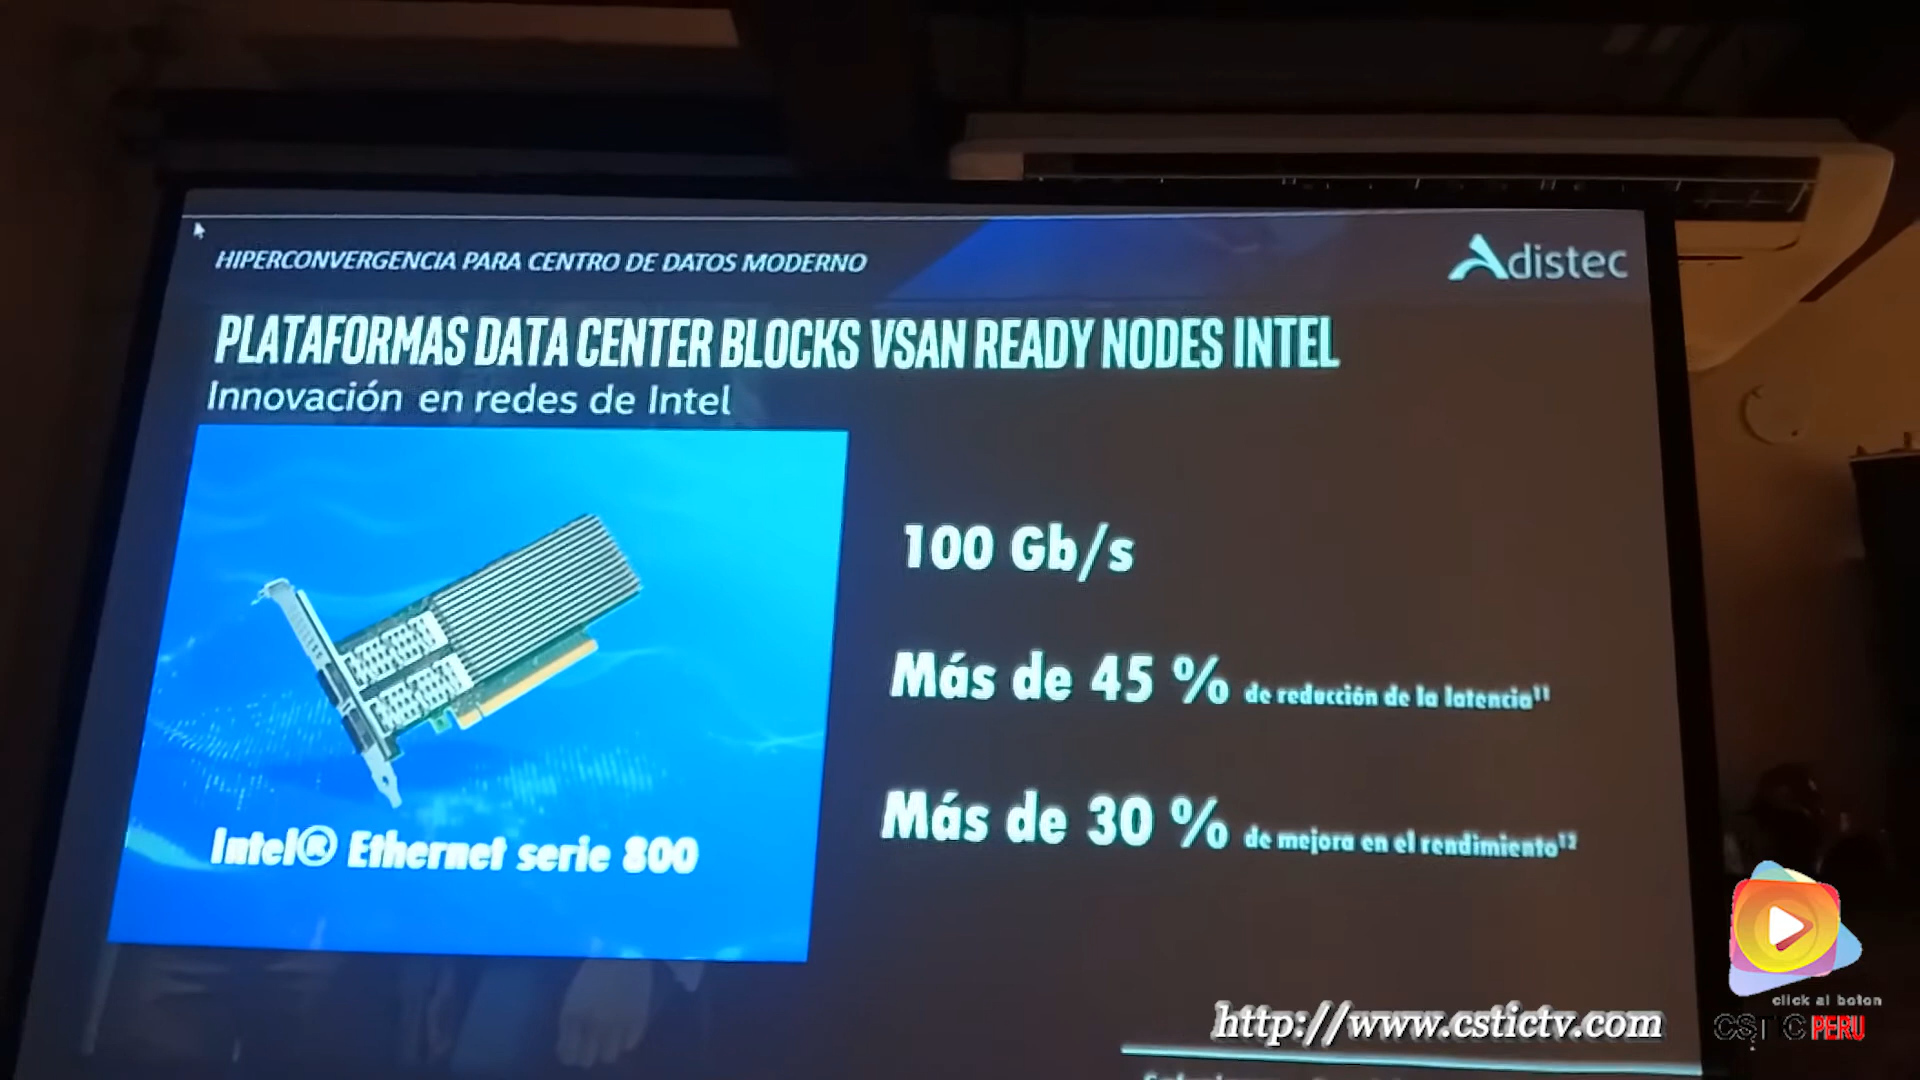 HIPERCONVERGENCIA PARA CENTRO DE DATOS MODERNO
Adistec
PLATAFORMAS DATA CENTER BLOCKS VSAN READY NODES INTEL
Innovación en redes de Intel
100 Gb/s
Más de 45 % de reducción de la latencia¹¹
Más de 30 % de mejora en el rendimiento¹²
Intel® Ethernet serie 800
http://www.cstictv.com
click al boton
CSTIC PERU